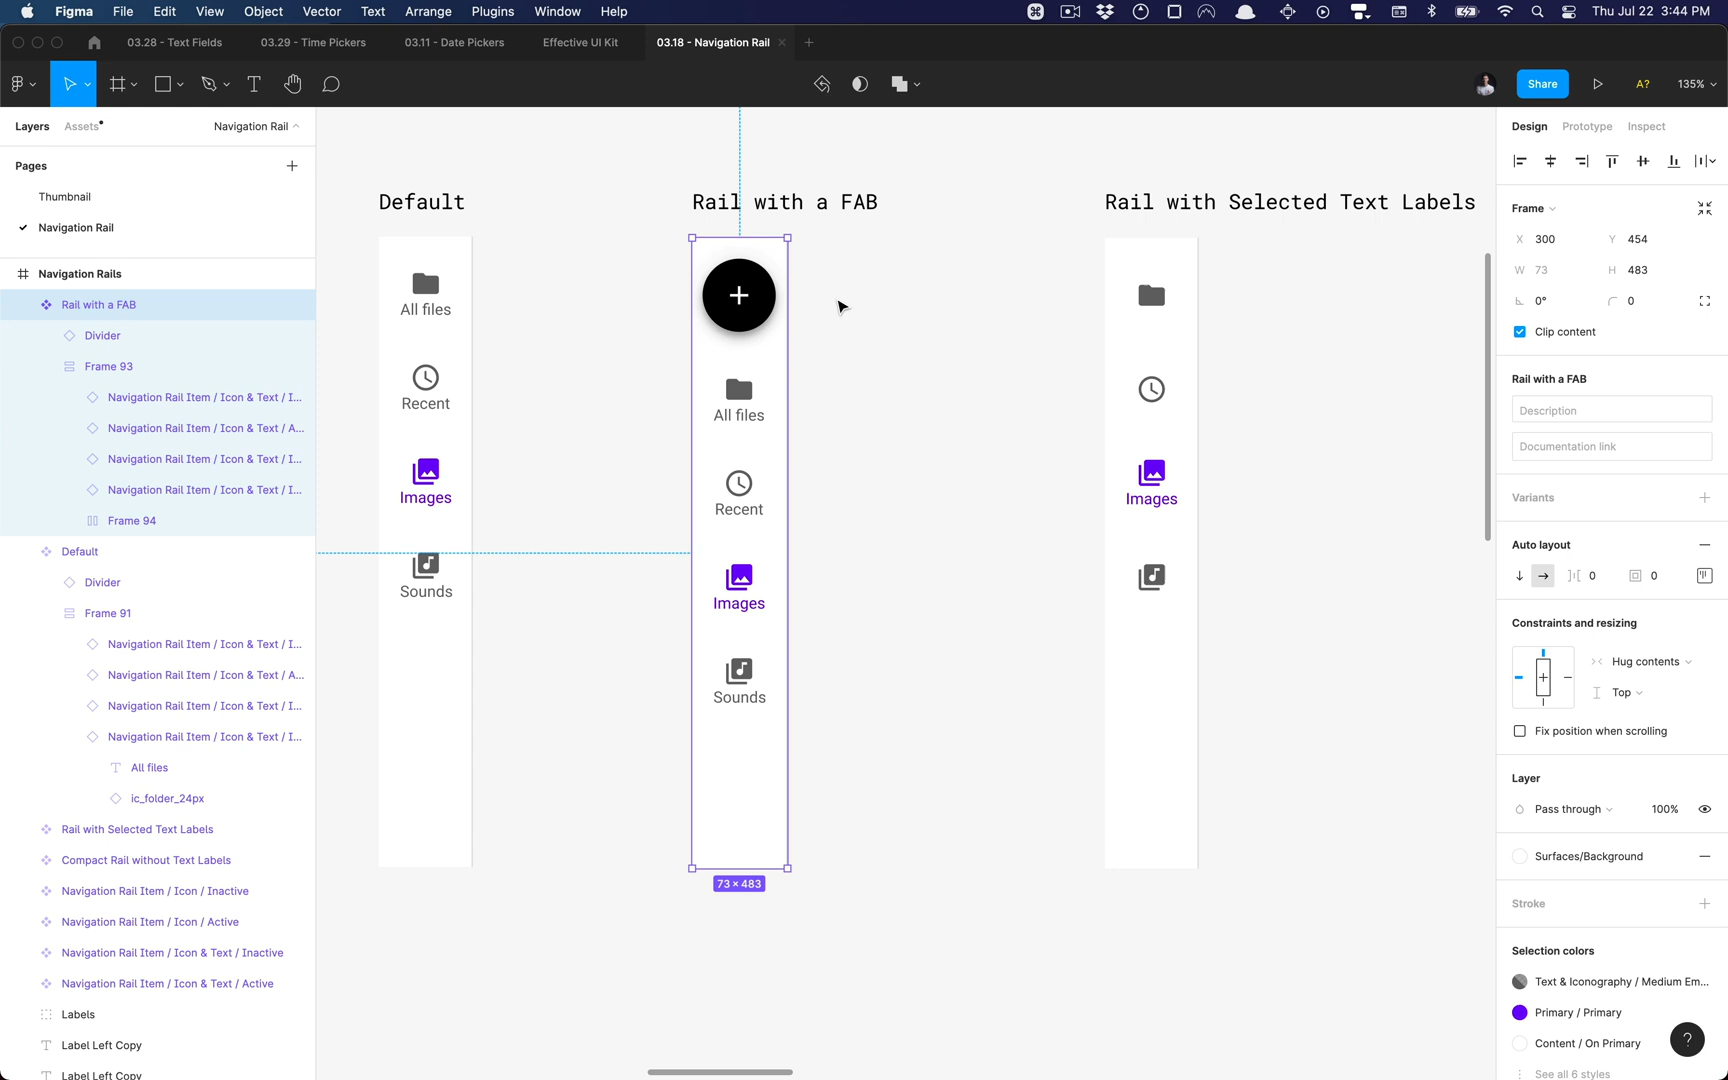 Figma File Edit View Object Vector Text Arrange Plugins Window Help Thu Jul 22 3:44 PM
03.28 - Text Fields 03.29 - Time Pickers 03.11 - Date Pickers Effective UI Kit 03.18 - Navigation Rail
Share A? 135%
Layers Assets Navigation Rail
Design Prototype Inspect
Pages
Thumbnail
Navigation Rail
Navigation Rails
Rail with a FAB
Divider
Frame 93
Navigation Rail Item / Icon & Text / I...
Navigation Rail Item / Icon & Text / A...
Navigation Rail Item / Icon & Text / I...
Navigation Rail Item / Icon & Text / I...
Frame 94
Default
Divider
Frame 91
Navigation Rail Item / Icon & Text / I...
Navigation Rail Item / Icon & Text / A...
Navigation Rail Item / Icon & Text / I...
Navigation Rail Item / Icon & Text / I...
All files
ic_folder_24px
Rail with Selected Text Labels
Compact Rail without Text Labels
Navigation Rail Item / Icon / Inactive
Navigation Rail Item / Icon / Active
Navigation Rail Item / Icon & Text / Inactive
Navigation Rail Item / Icon & Text / Active
Labels
Label Left Copy
Label Left Copy
Default
All files
Recent
Images
Sounds
Rail with a FAB
All files
Recent
Images
Sounds
73 × 483
Rail with Selected Text Labels
Images
Frame
X 300 Y 454
W 73 H 483
0° 0
Clip content
Rail with a FAB
Description
Documentation link
Variants
Auto layout
0 0
Constraints and resizing
Hug contents
Top
Fix position when scrolling
Layer
Pass through 100%
Surfaces/Background
Stroke
Selection colors
Text & Iconography / Medium Em...
Primary / Primary
Content / On Primary
?
See all 6 styles